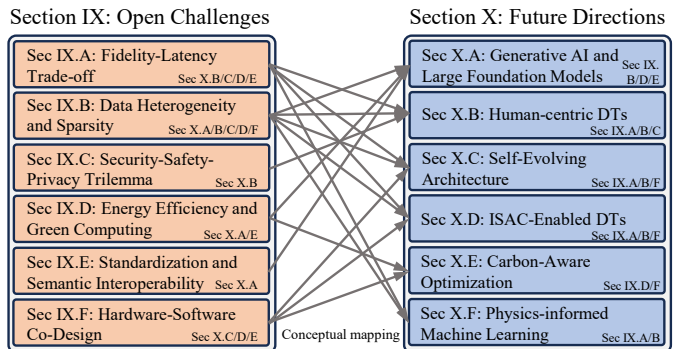 Section IX: Open Challenges
Sec IX.A: Fidelity-Latency
Trade-off
Sec X.B/C/D/E
Sec IX.B: Data Heterogeneity
and Sparsity
Sec X.A/B/C/D/F
Sec IX.C: Security-Safety-
Privacy Trilemma
Sec X.B
Sec IX.D: Energy Efficiency and
Green Computing
Sec X.A/E
Sec IX.E: Standardization and
Semantic Interoperability
Sec X.A
Sec IX.F: Hardware-Software
Co-Design
Sec X.C/D/E
Conceptual mapping
Section X: Future Directions
Sec X.A: Generative AI and
Large Foundation Models
Sec IX.
B/D/E
Sec X.B: Human-centric DTs
Sec IX.A/B/C
Sec X.C: Self-Evolving
Architecture
Sec IX.A/B/F
Sec X.D: ISAC-Enabled DTs
Sec IX.A/B/F
Sec X.E: Carbon-Aware
Optimization
Sec IX.D/F
Sec X.F: Physics-informed
Machine Learning
Sec IX.A/B